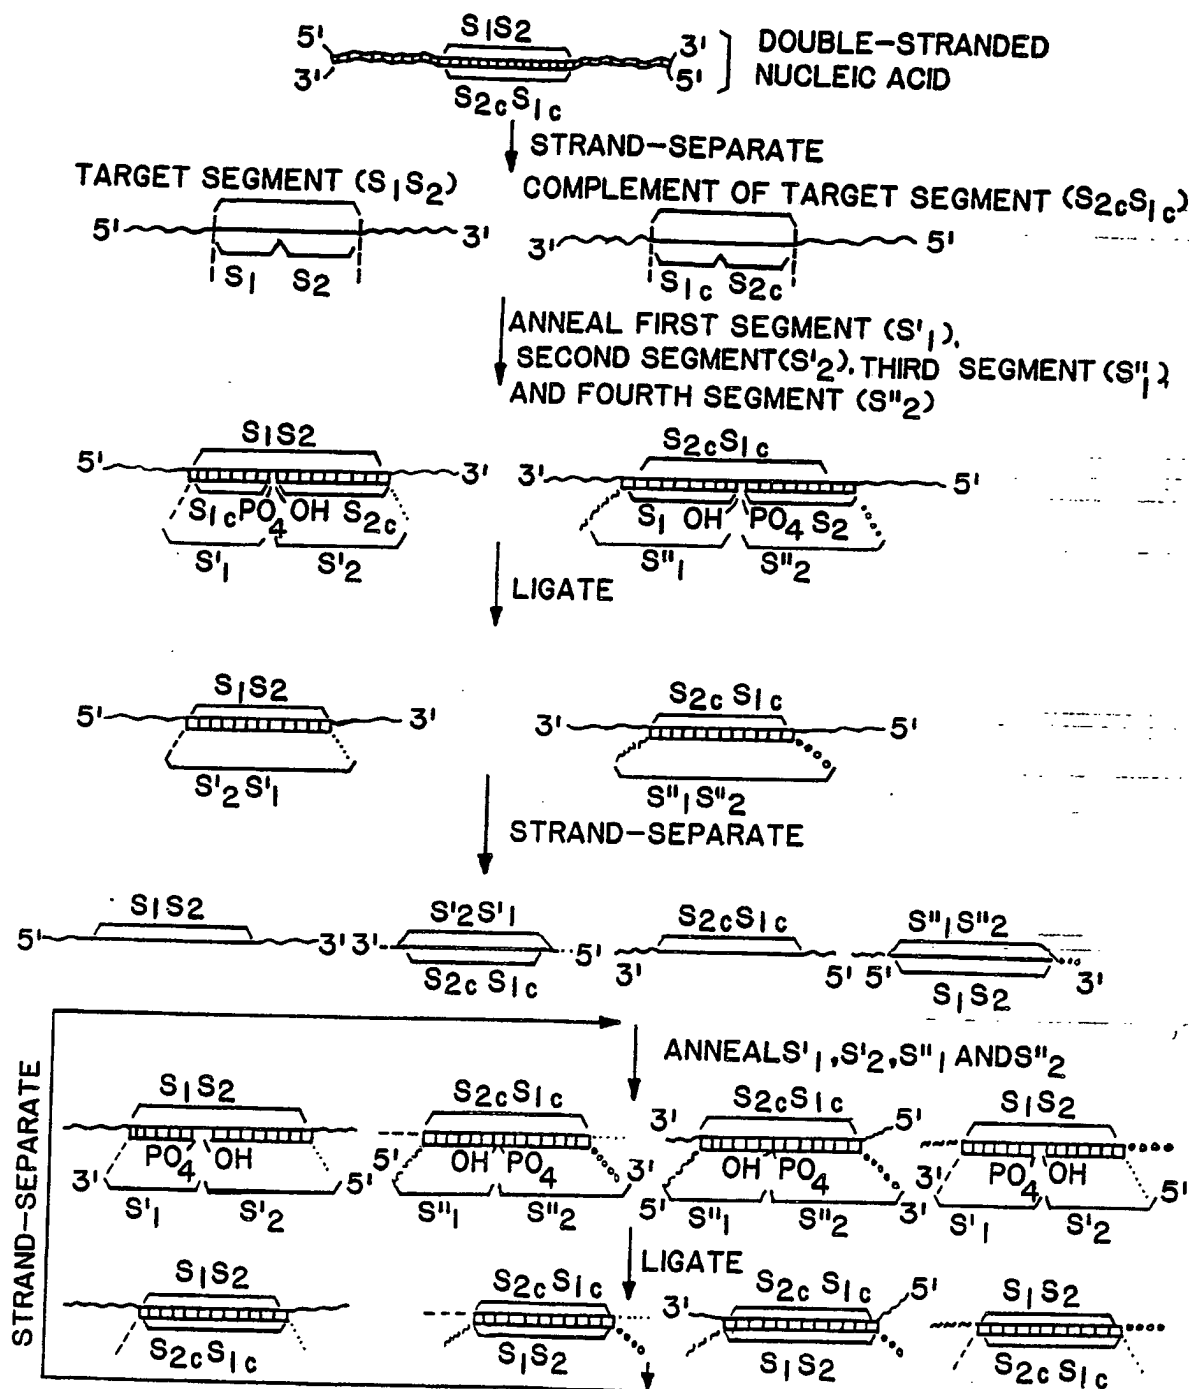 S1S2
5' 3' DOUBLE-STRANDED
3' 5' NUCLEIC ACID
S2cS1c
STRAND-SEPARATE
TARGET SEGMENT (S1S2)
COMPLEMENT OF TARGET SEGMENT (S2cS1c)
5' 3' 3' 5'
S1 S2 S1c S2c
ANNEAL FIRST SEGMENT (S'1),
SECOND SEGMENT(S'2), THIRD SEGMENT (S"1)
AND FOURTH SEGMENT (S"2)
S1S2 S2cS1c
5' 3' 3' 5'
S1c PO4 OH S2c S1 OH PO4 S2
S'1 S'2 S"1 S"2
LIGATE
S1S2 S2c S1c
5' 3' 3' 5'
S'2 S'1 S"1 S"2
STRAND-SEPARATE
S1S2 S'2S'1 S2cS1c S"1S"2
5' 3' 3' 5' 3' 5' 5' 3'
S2c S1c S1S2
ANNEALS'1,S'2,S"1 ANDS"2
STRAND-SEPARATE
S1S2 S2cS1c S2cS1c S1S2
3' 5'
PO4 OH OH PO4 OH PO4 PO4 OH
3' 5' 5' 3' 5' 3' 3' 5'
S'1 S'2 S"1 S"2 S"1 S"2 S'1 S'2
LIGATE
S1S2 S2c S1c S2c S1c S1S2
3' 5'
S2cS1c S1S2 S1S2 S2c S1c